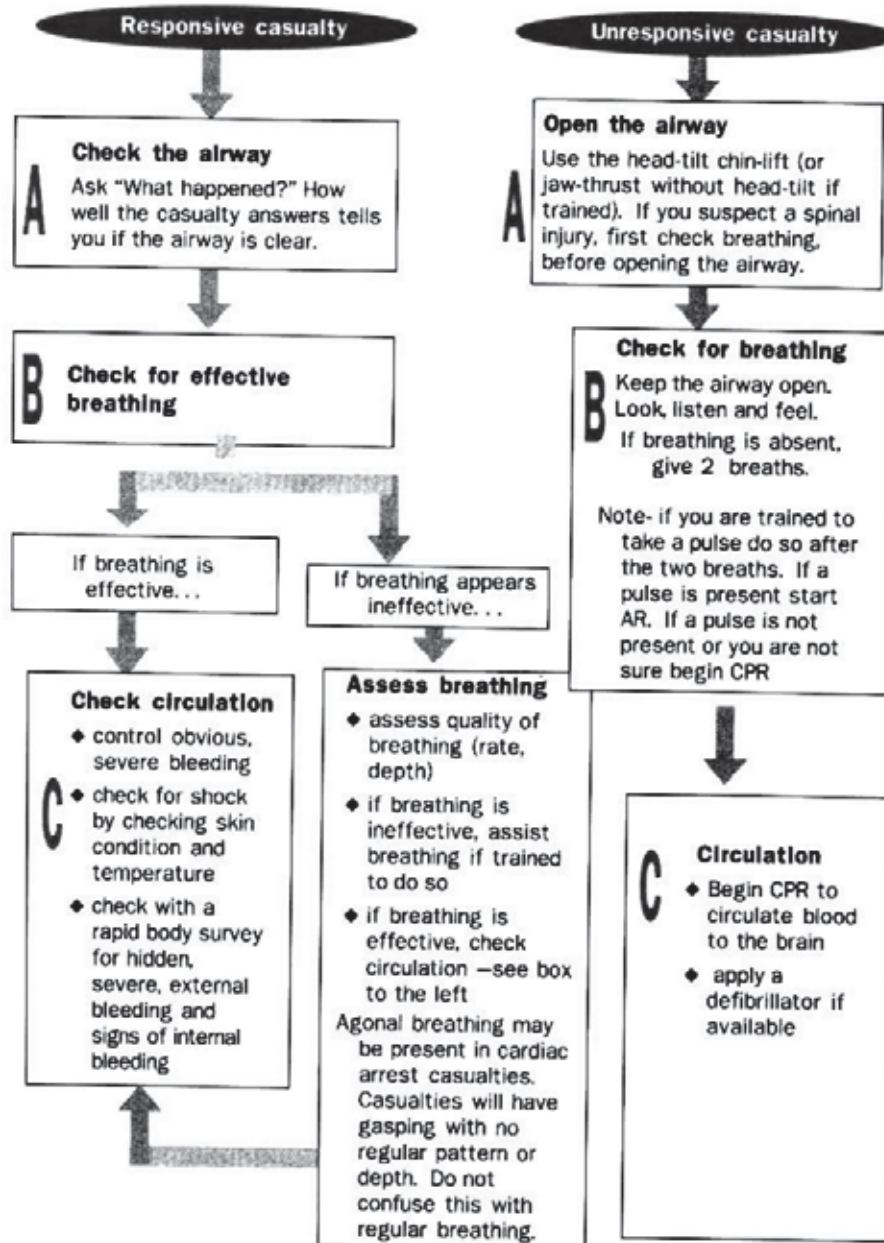 Responsive casualty
A
Check the airway
Ask "What happened?" How
well the casualty answers tells
you if the airway is clear.
B
Check for effective
breathing
If breathing is
effective. . .
If breathing appears
ineffective. . .
C
Check circulation
◆ control obvious,
severe bleeding
◆ check for shock
by checking skin
condition and
temperature
◆ check with a
rapid body survey
for hidden,
severe, external
bleeding and
signs of internal
bleeding
Assess breathing
◆ assess quality of
breathing (rate,
depth)
◆ if breathing is
ineffective, assist
breathing if trained
to do so
◆ if breathing is
effective, check
circulation —see box
to the left
Agonal breathing may
be present in cardiac
arrest casualties.
Casualties will have
gasping with no
regular pattern or
depth. Do not
confuse this with
regular breathing.
Unresponsive casualty
A
Open the airway
Use the head-tilt chin-lift (or
jaw-thrust without head-tilt if
trained). If you suspect a spinal
injury, first check breathing,
before opening the airway.
B
Check for breathing
Keep the airway open.
Look, listen and feel.
If breathing is absent,
give 2 breaths.
Note- if you are trained to
take a pulse do so after
the two breaths. If a
pulse is present start
AR. If a pulse is not
present or you are not
sure begin CPR
C
Circulation
◆ Begin CPR to
circulate blood
to the brain
◆ apply a
defibrillator if
available